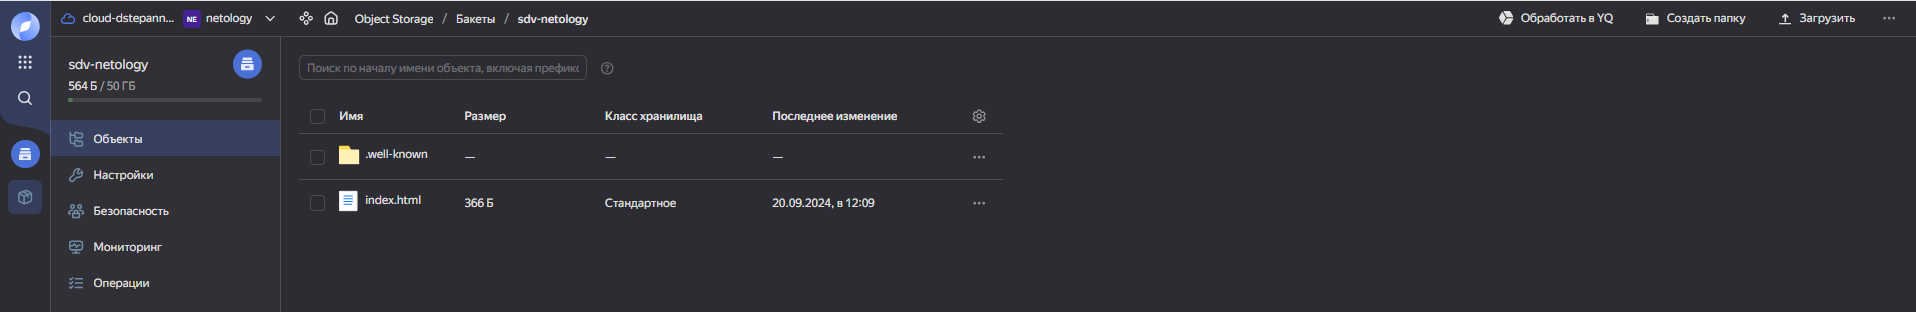 cloud-dstepann... NE netology Object Storage / Бакеты / sdv-netology Обработать в YQ Создать папку Загрузить
sdv-netology
564 Б / 50 ГБ
Объекты
Настройки
Безопасность
Мониторинг
Операции
Поиск по началу имени объекта, включая префикс
Имя Размер Класс хранилища Последнее изменение
.well-known — — —
index.html 366 Б Стандартное 20.09.2024, в 12:09